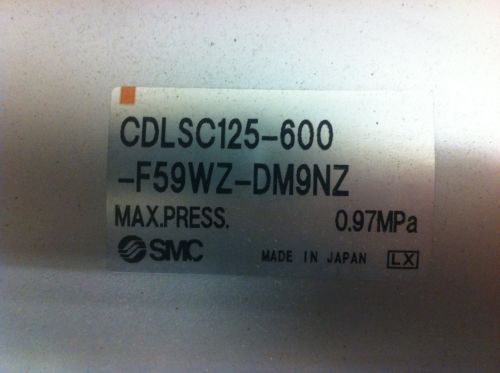 CDLSC125-600
-F59WZ-DM9NZ
MAX.PRESS. 0.97MPa
SMC MADE IN JAPAN LX